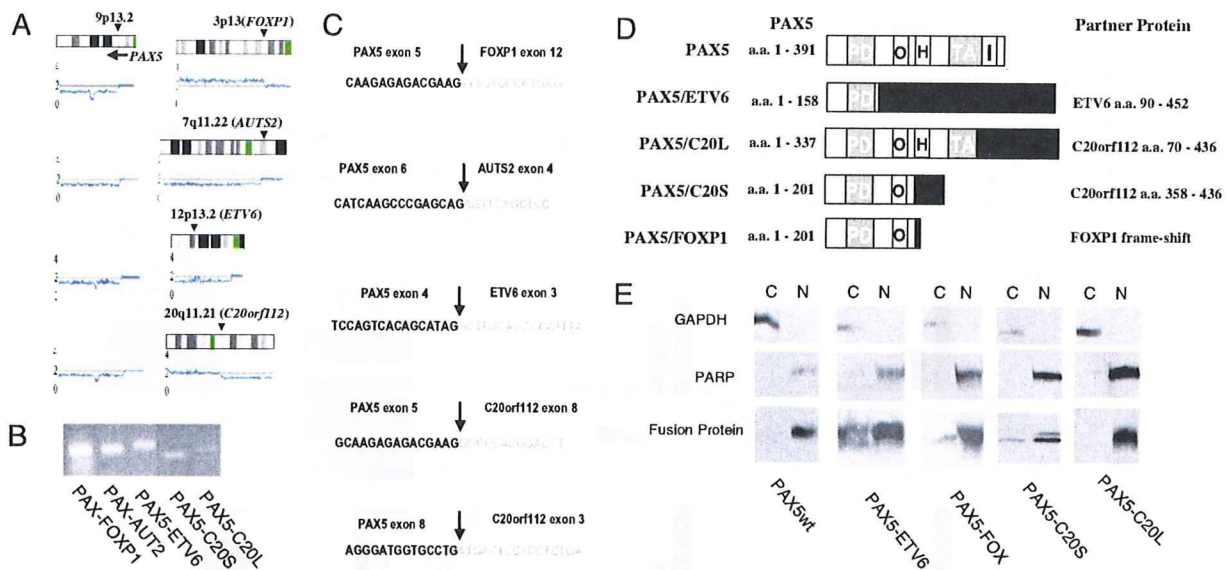 A
9p13.2
3p13(FOXP1)
PAX5
7q11.22 (AUTS2)
12p13.2 (ETV6)
20q11.21 (C20orf112)
B
PAX-FOXP1
PAX-AUT2
PAX5-ETV6
PAX5-C20S
PAX5-C20L
C
PAX5 exon 5 FOXP1 exon 12
CAAGAGAGACGAAG
PAX5 exon 6 AUTS2 exon 4
CATCAAGCCCGAGCAG
PAX5 exon 4 ETV6 exon 3
TCCAGTCACAGCATAG
PAX5 exon 5 C20orf112 exon 8
GCAAGAGAGACGAAG
PAX5 exon 8 C20orf112 exon 3
AGGGATGGTGCCTG
D
PAX5 Partner Protein
PAX5 a.a. 1 - 391 PD O H TA I
PAX5/ETV6 a.a. 1 - 158 PD ETV6 a.a. 90 - 452
PAX5/C20L a.a. 1 - 337 PD O H TA C20orf112 a.a. 70 - 436
PAX5/C20S a.a. 1 - 201 PD O C20orf112 a.a. 358 - 436
PAX5/FOXP1 a.a. 1 - 201 PD O FOXP1 frame-shift
E
C N C N C N C N C N
GAPDH
PARP
Fusion Protein
PAX5wt
PAX5-ETV6
PAX5-FOX
PAX5-C20S
PAX5-C20L